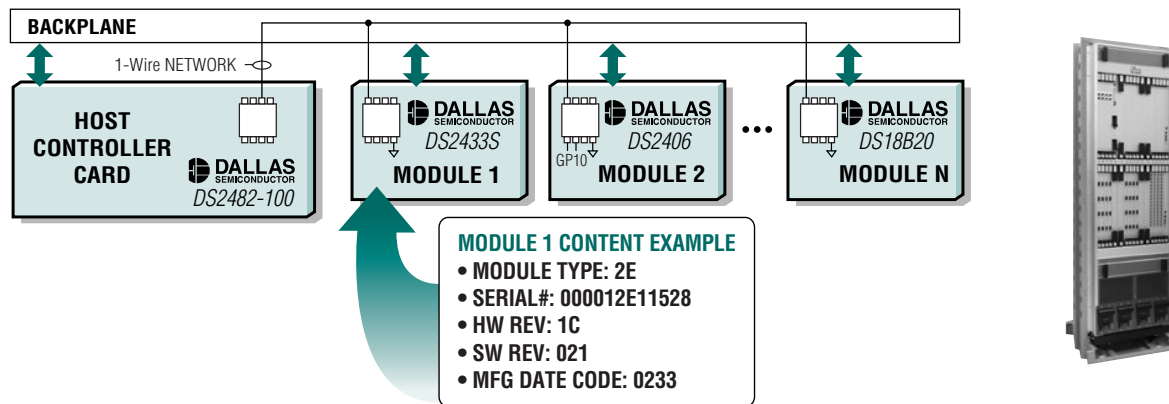 BACKPLANE
1-Wire NETWORK
HOST
CONTROLLER
CARD
DALLAS
SEMICONDUCTOR
DS2482-100
DALLAS
SEMICONDUCTOR
DS2433S
MODULE 1
DALLAS
SEMICONDUCTOR
DS2406
GP10
MODULE 2
•••
DALLAS
SEMICONDUCTOR
DS18B20
MODULE N
MODULE 1 CONTENT EXAMPLE
• MODULE TYPE: 2E
• SERIAL#: 000012E11528
• HW REV: 1C
• SW REV: 021
• MFG DATE CODE: 0233